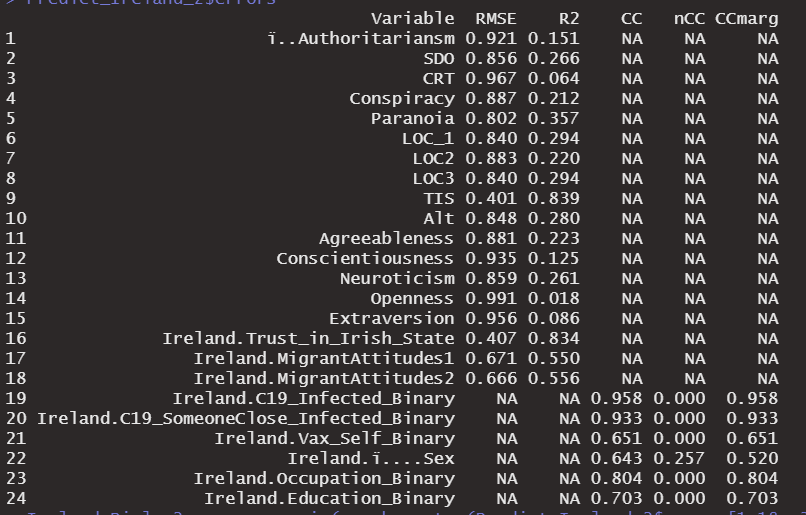 > Predict_Ireland_2$errors
Variable RMSE R2 CC nCC CCmarg
1 ï..Authoritariansm 0.921 0.151 NA NA NA
2 SDO 0.856 0.266 NA NA NA
3 CRT 0.967 0.064 NA NA NA
4 Conspiracy 0.887 0.212 NA NA NA
5 Paranoia 0.802 0.357 NA NA NA
6 LOC_1 0.840 0.294 NA NA NA
7 LOC2 0.883 0.220 NA NA NA
8 LOC3 0.840 0.294 NA NA NA
9 TIS 0.401 0.839 NA NA NA
10 Alt 0.848 0.280 NA NA NA
11 Agreeableness 0.881 0.223 NA NA NA
12 Conscientiousness 0.935 0.125 NA NA NA
13 Neuroticism 0.859 0.261 NA NA NA
14 Openness 0.991 0.018 NA NA NA
15 Extraversion 0.956 0.086 NA NA NA
16 Ireland.Trust_in_Irish_State 0.407 0.834 NA NA NA
17 Ireland.MigrantAttitudes1 0.671 0.550 NA NA NA
18 Ireland.MigrantAttitudes2 0.666 0.556 NA NA NA
19 Ireland.C19_Infected_Binary NA NA 0.958 0.000 0.958
20 Ireland.C19_SomeoneClose_Infected_Binary NA NA 0.933 0.000 0.933
21 Ireland.Vax_Self_Binary NA NA 0.651 0.000 0.651
22 Ireland.ï....Sex NA NA 0.643 0.257 0.520
23 Ireland.Occupation_Binary NA NA 0.804 0.000 0.804
24 Ireland.Education_Binary NA NA 0.703 0.000 0.703